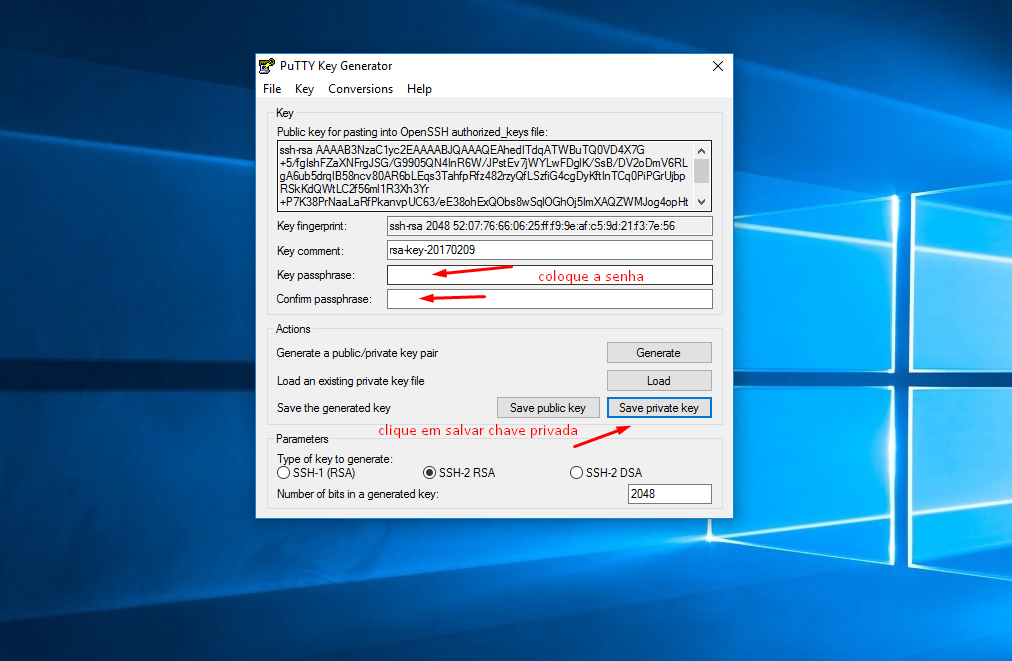 PuTTY Key Generator
File Key Conversions Help
Key
Public key for pasting into OpenSSH authorized_keys file:
ssh-rsa AAAAB3NzaC1yc2EAAAABJQAAAQEAhedITdqATWBuTQ0VD4X7G
+5/fgIshFZaXNFrgJSG/G9905QN4InR6W/JPstEv7jWYLwFDglK/SsB/DV2oDmV6RL
gA6ub5drqIB58ncv80AR6bLEqs3TahfpRfz482rzyQfLSzfiG4cgDyKftInTCq0PiPGrUjbp
RSkKdQWtLC2f56mI1R3Xh3Yr
+P7K38PrNaaLaRfPkanvpUC63/eE38ohExQObs8wSqlOGhOj5lmXAQZWMJog4opHt
Key fingerprint: ssh-rsa 2048 52:07:76:66:06:25:ff:f9:9e:af:c5:9d:21:f3:7e:56
Key comment: rsa-key-20170209
Key passphrase: coloque a senha
Confirm passphrase:
Actions
Generate a public/private key pair Generate
Load an existing private key file Load
Save the generated key Save public key Save private key
clique em salvar chave privada
Parameters
Type of key to generate:
SSH-1 (RSA) SSH-2 RSA SSH-2 DSA
Number of bits in a generated key: 2048